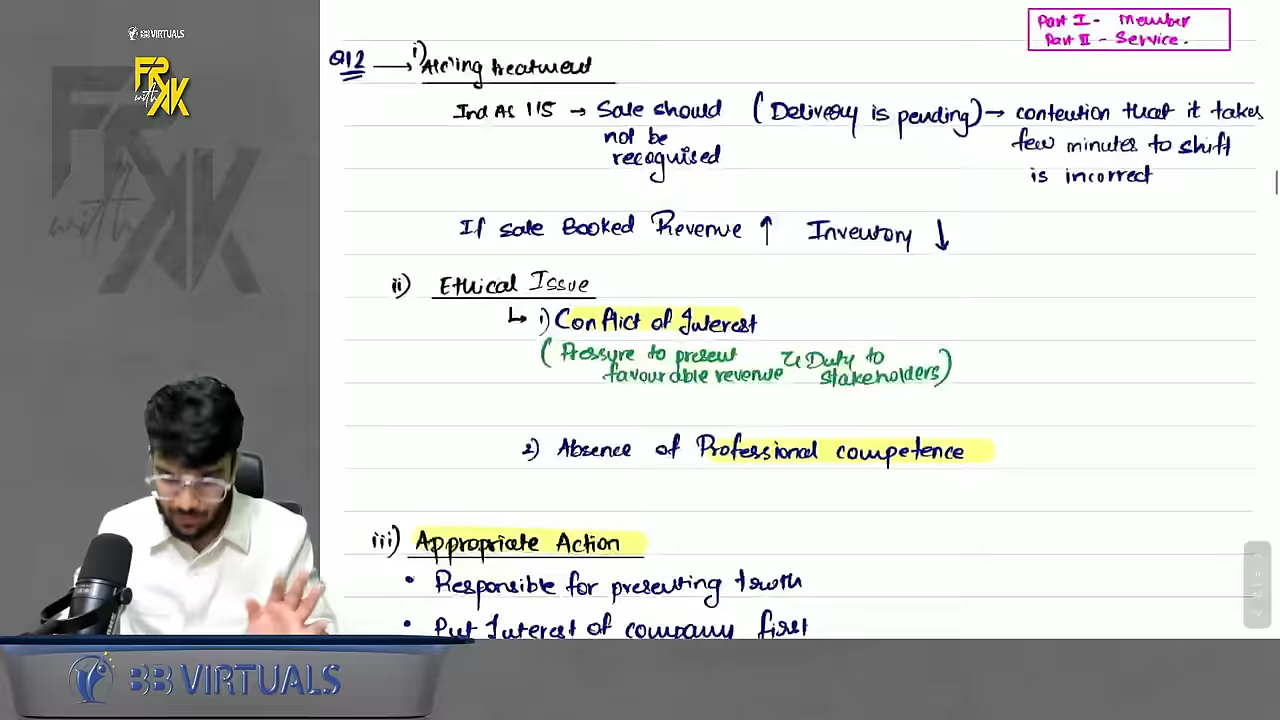 Part I - Member
Part II - Service.
BB VIRTUALS
FR with KK
Q12 → i) Alc'ing treatment
Ind AS 115 → Sale should (Delivery is pending) → contention that it takes
not be few minutes to shift
recognised is incorrect
If sale Booked Revenue ↑ Inventory ↓
ii) Ethical Issue
↳ 1) Conflict of Interest
(Pressure to present & Duty to
favourable revenue stakeholders)
2) Absence of Professional competence
iii) Appropriate Action
• Responsible for presenting truth
• Put Interest of company first
BB VIRTUALS